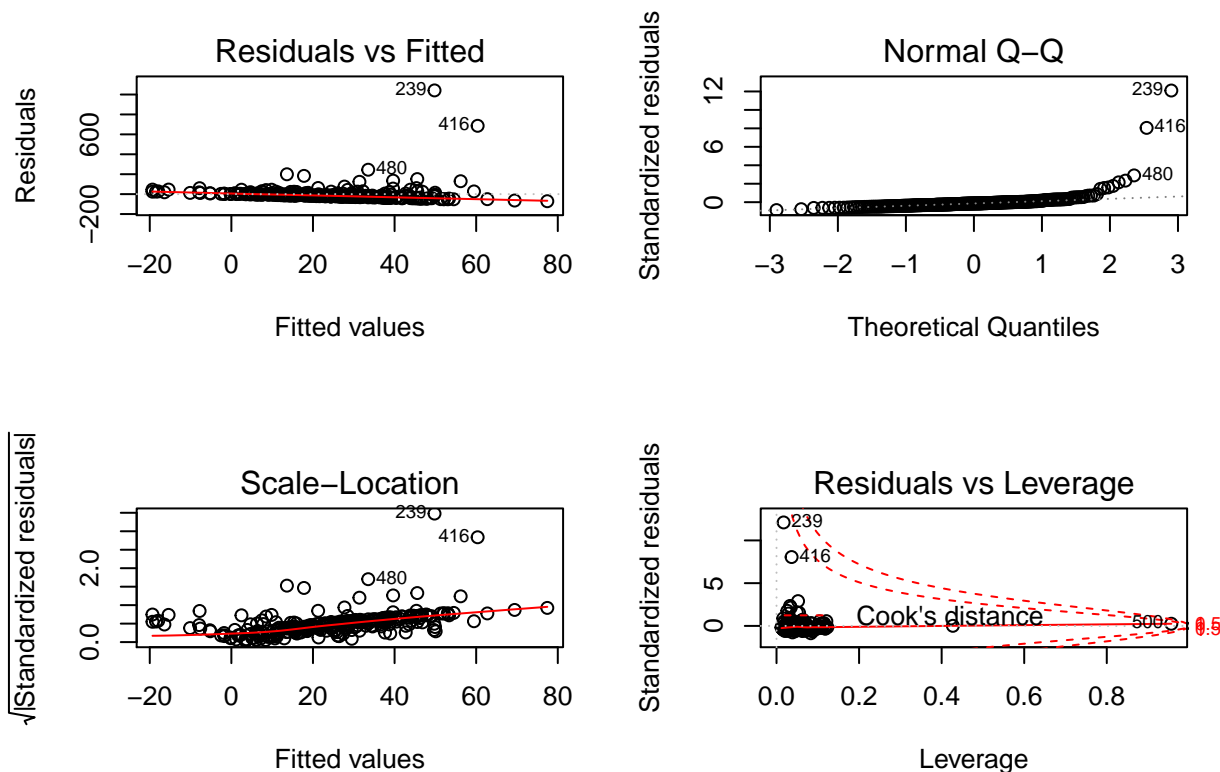 Residuals vs Fitted
Residuals
−200
600
239
416
480
−20 0 20 40 60 80
Fitted values
Normal Q−Q
Standardized residuals
0
6
12
239
416
480
−3 −2 −1 0 1 2 3
Theoretical Quantiles
Scale−Location
√|Standardized residuals|
0.0
2.0
239
416
480
−20 0 20 40 60 80
Fitted values
Residuals vs Leverage
Standardized residuals
0
5
239
416
Cook's distance
500
0.0 0.2 0.4 0.6 0.8
Leverage